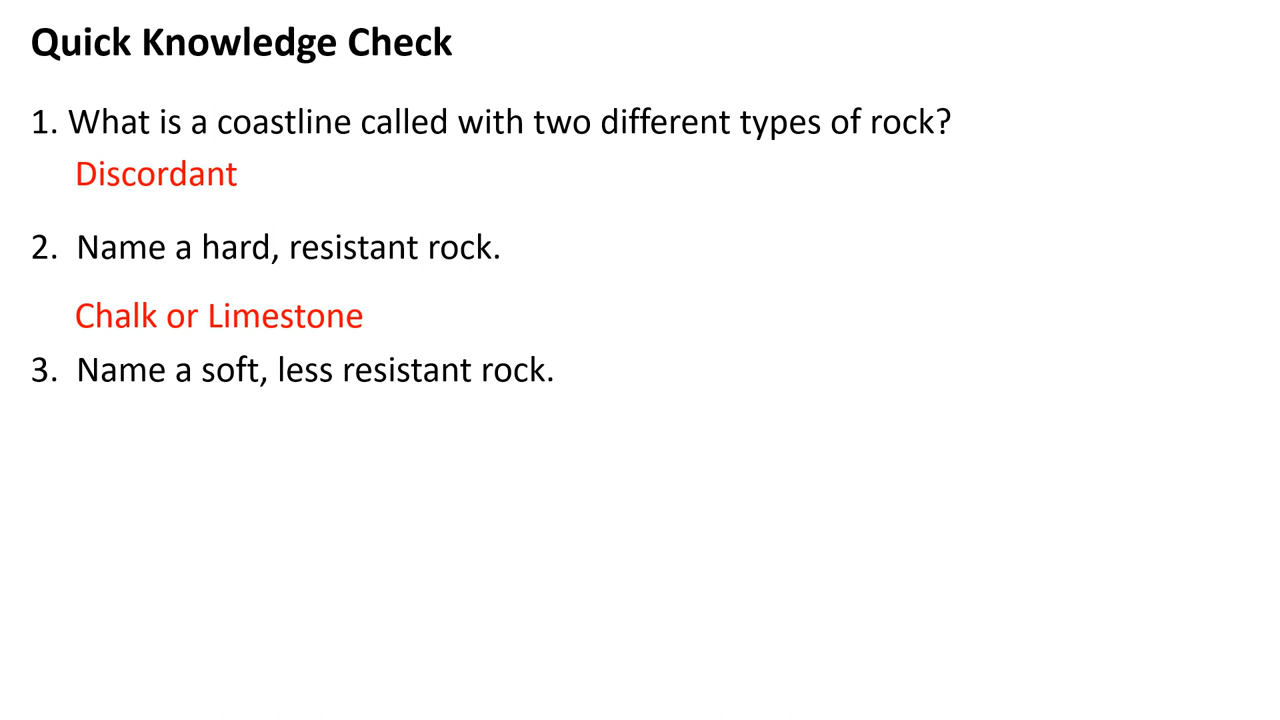 Quick Knowledge Check
1. What is a coastline called with two different types of rock?
Discordant
2. Name a hard, resistant rock.
Chalk or Limestone
3. Name a soft, less resistant rock.